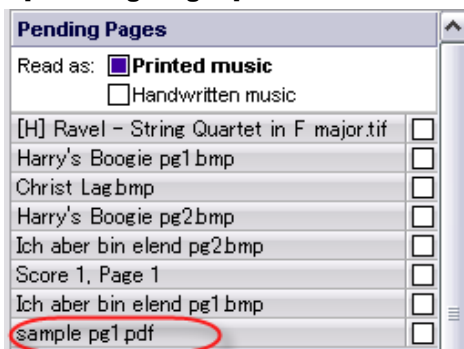 Pending Pages
Read as: Printed music
Handwritten music
[H] Ravel - String Quartet in F major.tif
Harry's Boogie pg1.bmp
Christ Lag.bmp
Harry's Boogie pg2.bmp
Ich aber bin elend pg2.bmp
Score 1, Page 1
Ich aber bin elend pg1.bmp
sample pg1.pdf